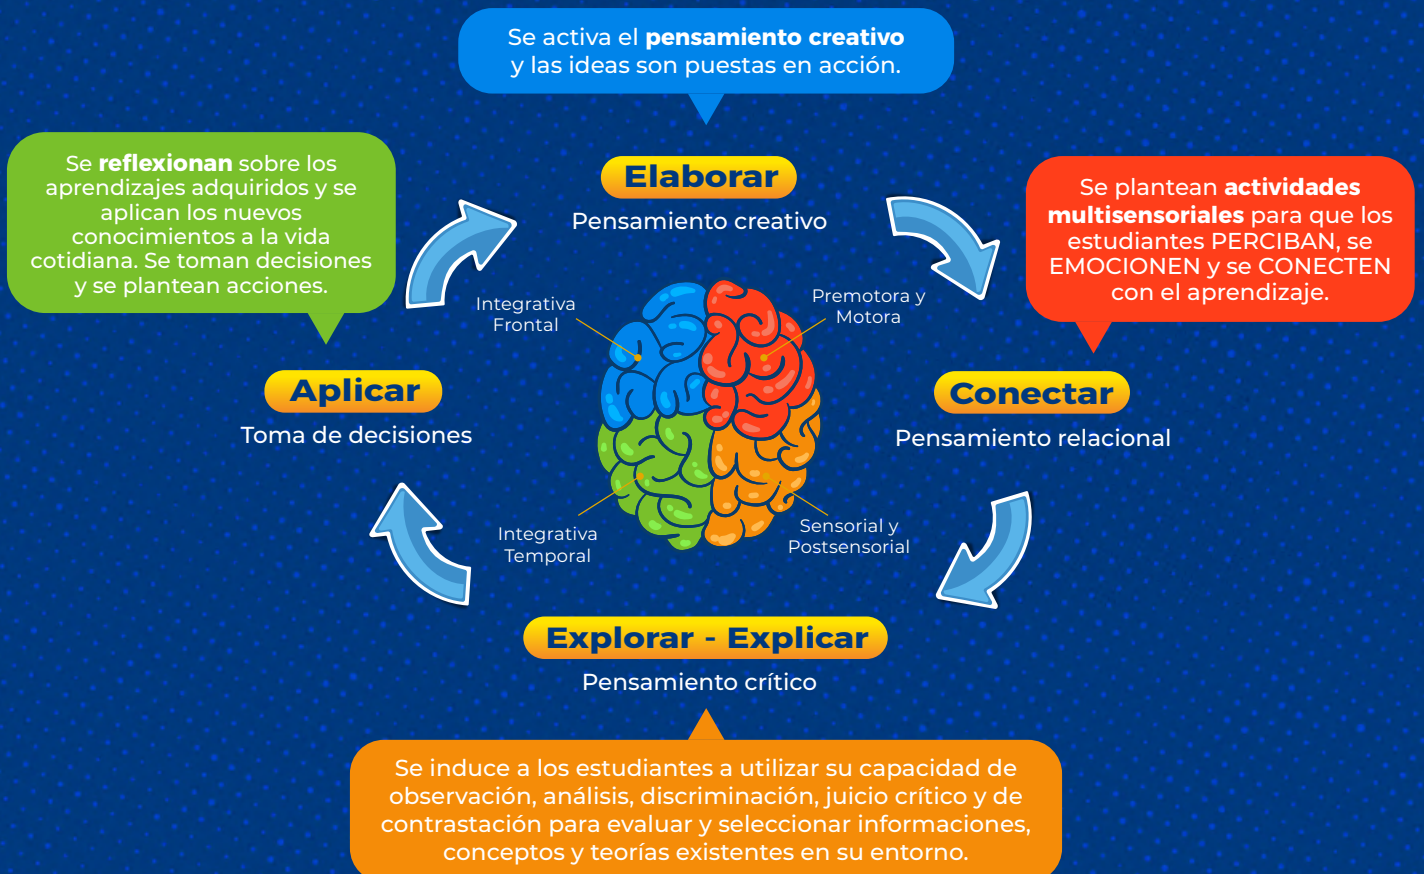 Se activa el pensamiento creativo
y las ideas son puestas en acción.
Elaborar
Pensamiento creativo
Se reflexionan sobre los
aprendizajes adquiridos y se
aplican los nuevos
conocimientos a la vida
cotidiana. Se toman decisiones
y se plantean acciones.
Se plantean actividades
multisensoriales para que los
estudiantes PERCIBAN, se
EMOCIONEN y se CONECTEN
con el aprendizaje.
Integrativa
Frontal
Premotora y
Motora
Aplicar
Toma de decisiones
Conectar
Pensamiento relacional
Integrativa
Temporal
Sensorial y
Postsensorial
Explorar - Explicar
Pensamiento crítico
Se induce a los estudiantes a utilizar su capacidad de
observación, análisis, discriminación, juicio crítico y de
contrastación para evaluar y seleccionar informaciones,
conceptos y teorías existentes en su entorno.